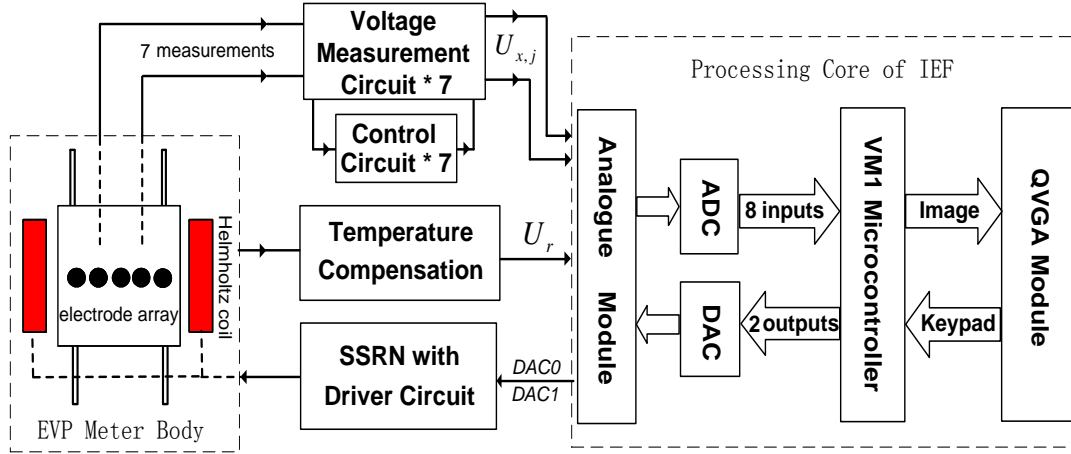 7 measurements
Voltage
Measurement
Circuit * 7
U x,j
Control
Circuit * 7
Processing Core of IEF
Helmholtz coil
electrode array
EVP Meter Body
Temperature
Compensation
U r
SSRN with
Driver Circuit
DAC0
DAC1
Analogue Module
ADC
DAC
8 inputs
2 outputs
VM1 Microcontroller
Image
Keypad
QVGA Module